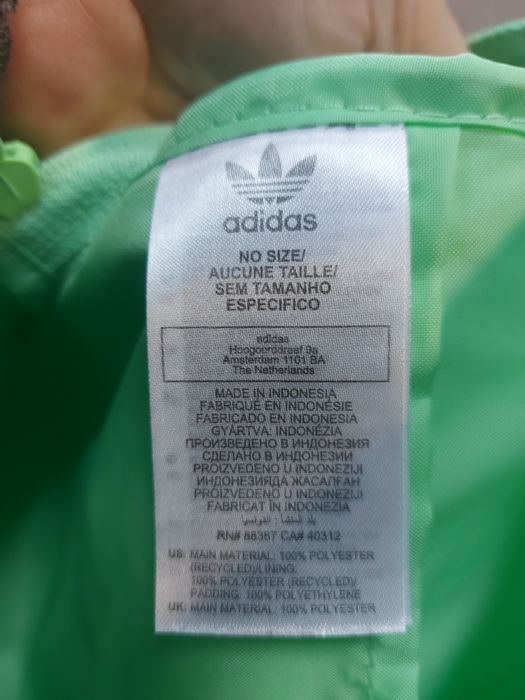 adidas
NO SIZE/
AUCUNE TAILLE/
SEM TAMANHO
ESPECIFICO
adidas
Hoogoorddreef 9a
Amsterdam 1101 BA
The Netherlands
MADE IN INDONESIA
FABRIQUÉ EN INDONÉSIE
FABRICADO EN INDONESIA
GYÁRTVA: INDONÉZIA
ПРОИЗВЕДЕНО В ИНДОНЕЗИЯ
СДЕЛАНО В ИНДОНЕЗИИ
PROIZVEDENO U INDONEZIJI
ИНДОНЕЗИЯДА ЖАСАЛҒАН
PROIZVEDENO U INDONEZIJI
FABRICAT ÎN INDONEZIA
بلد المنشأ : اندونيسيا
RN# 88387 CA# 40312
US: MAIN MATERIAL: 100% POLYESTER
(RECYCLED)/LINING:
100% POLYESTER (RECYCLED)/
PADDING: 100% POLYETHYLENE
UK: MAIN MATERIAL: 100% POLYESTER